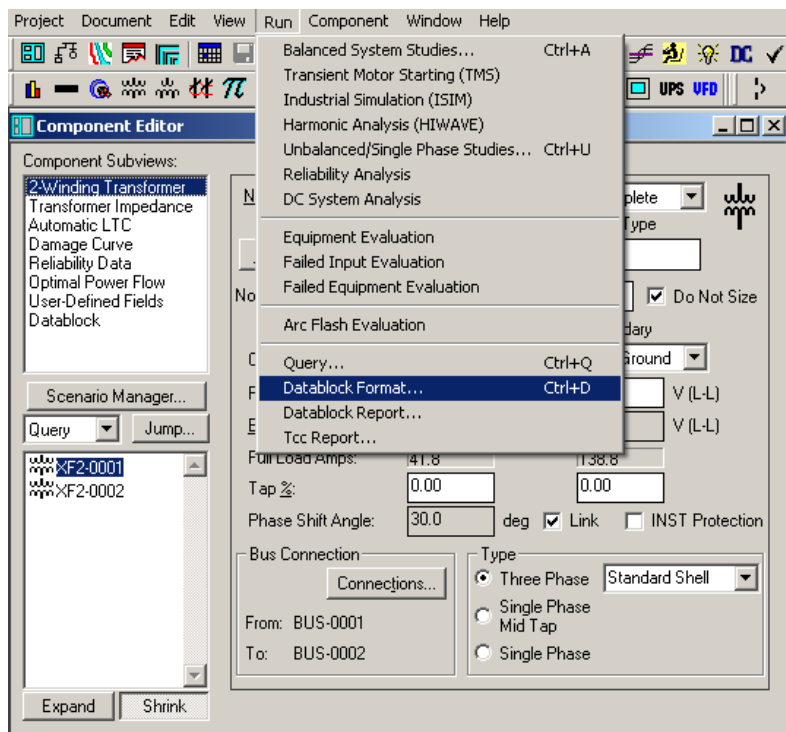 Project Document Edit View Run Component Window Help
DC
π UPS VFD
Component Editor
Balanced System Studies... Ctrl+A
Transient Motor Starting (TMS)
Industrial Simulation (ISIM)
Harmonic Analysis (HIWAVE)
Unbalanced/Single Phase Studies... Ctrl+U
Reliability Analysis
DC System Analysis
Equipment Evaluation
Failed Input Evaluation
Failed Equipment Evaluation
Arc Flash Evaluation
Query... Ctrl+Q
Datablock Format... Ctrl+D
Datablock Report...
Tcc Report...
Component Subviews:
2-Winding Transformer
Transformer Impedance
Automatic LTC
Damage Curve
Reliability Data
Optimal Power Flow
User-Defined Fields
Datablock
Scenario Manager...
Query Jump...
XF2-0001
XF2-0002
Expand Shrink
N plete
Type
No Do Not Size
dary
Ground
V (L-L)
V (L-L)
Full Load Amps: 41.8 138.8
Tap %: 0.00 0.00
Phase Shift Angle: 30.0 deg Link INST Protection
Bus Connection
Connections...
From: BUS-0001
To: BUS-0002
Type
Three Phase Standard Shell
Single Phase
Mid Tap
Single Phase